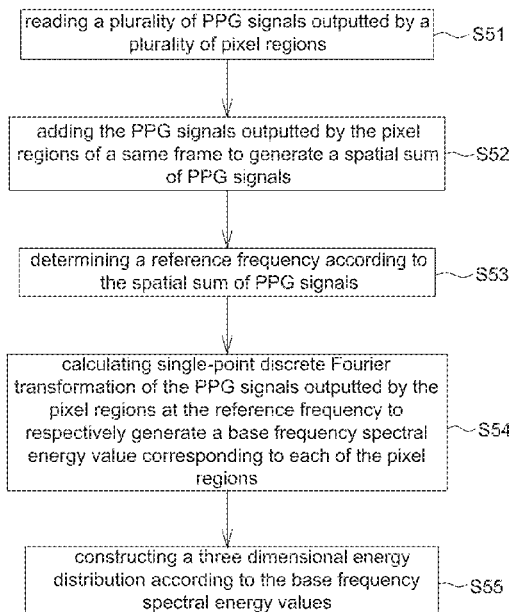 reading a plurality of PPG signals outputted by a
plurality of pixel regions
S51
adding the PPG signals outputted by the pixel
regions of a same frame to generate a spatial sum
of PPG signals
S52
determining a reference frequency according to
the spatial sum of PPG signals
S53
calculating single-point discrete Fourier
transformation of the PPG signals outputted by the
pixel regions at the reference frequency to
respectively generate a base frequency spectral
energy value corresponding to each of the pixel
regions
S54
constructing a three dimensional energy
distribution according to the base frequency
spectral energy values
S55